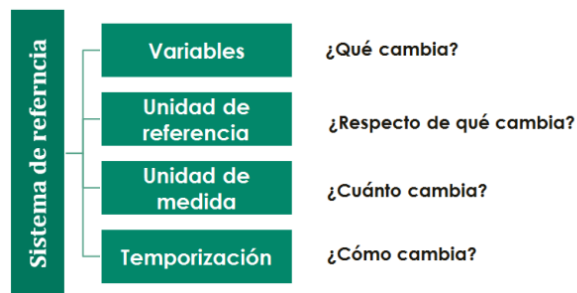 Sistema de referncia
Variables
¿Qué cambia?
Unidad de
referencia
¿Respecto de qué cambia?
Unidad de
medida
¿Cuánto cambia?
Temporización
¿Cómo cambia?